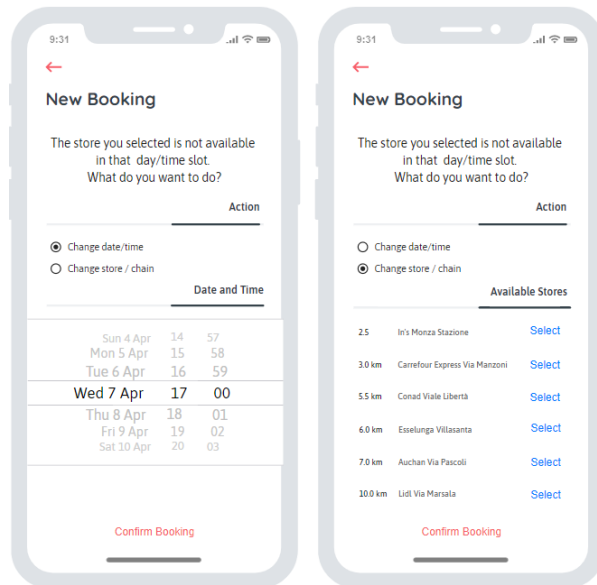 9:31
New Booking
The store you selected is not available
in that day/time slot.
What do you want to do?
Action
Change date/time
Change store / chain
Date and Time
Sun 4 Apr 14 57
Mon 5 Apr 15 58
Tue 6 Apr 16 59
Wed 7 Apr 17 00
Thu 8 Apr 18 01
Fri 9 Apr 19 02
Sat 10 Apr 20 03
Confirm Booking
9:31
New Booking
The store you selected is not available
in that day/time slot.
What do you want to do?
Action
Change date/time
Change store / chain
Available Stores
2.5 In's Monza Stazione Select
3.0 km Carrefour Express Via Manzoni Select
5.5 km Conad Viale Libertà Select
6.0 km Esselunga Villasanta Select
7.0 km Auchan Via Pascoli Select
10.0 km Lidl Via Marsala Select
Confirm Booking